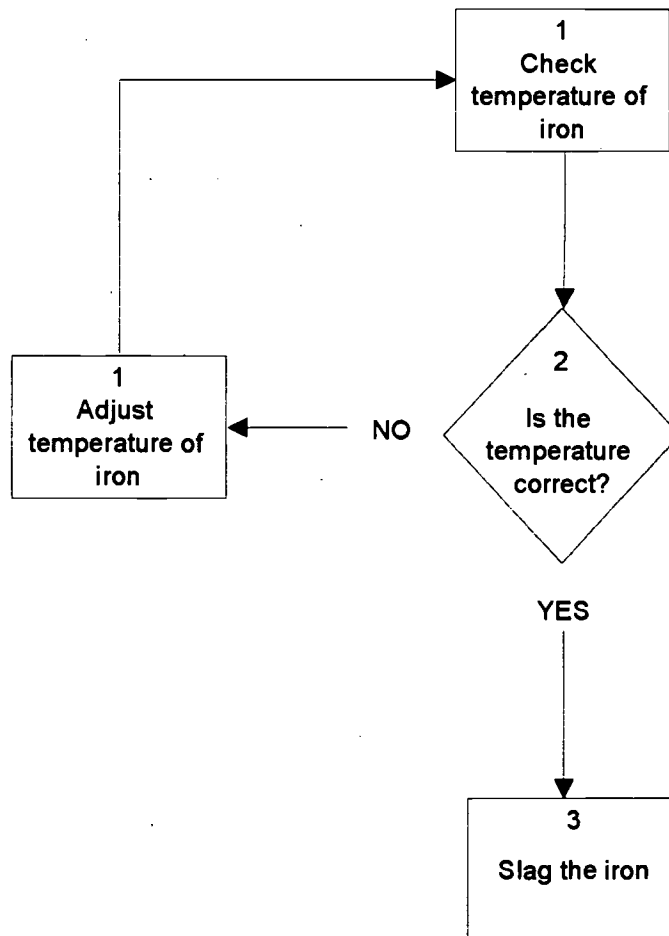 1
Check
temperature of
iron
2
Is the
temperature
correct?
NO
1
Adjust
temperature of
iron
YES
3
Slag the iron